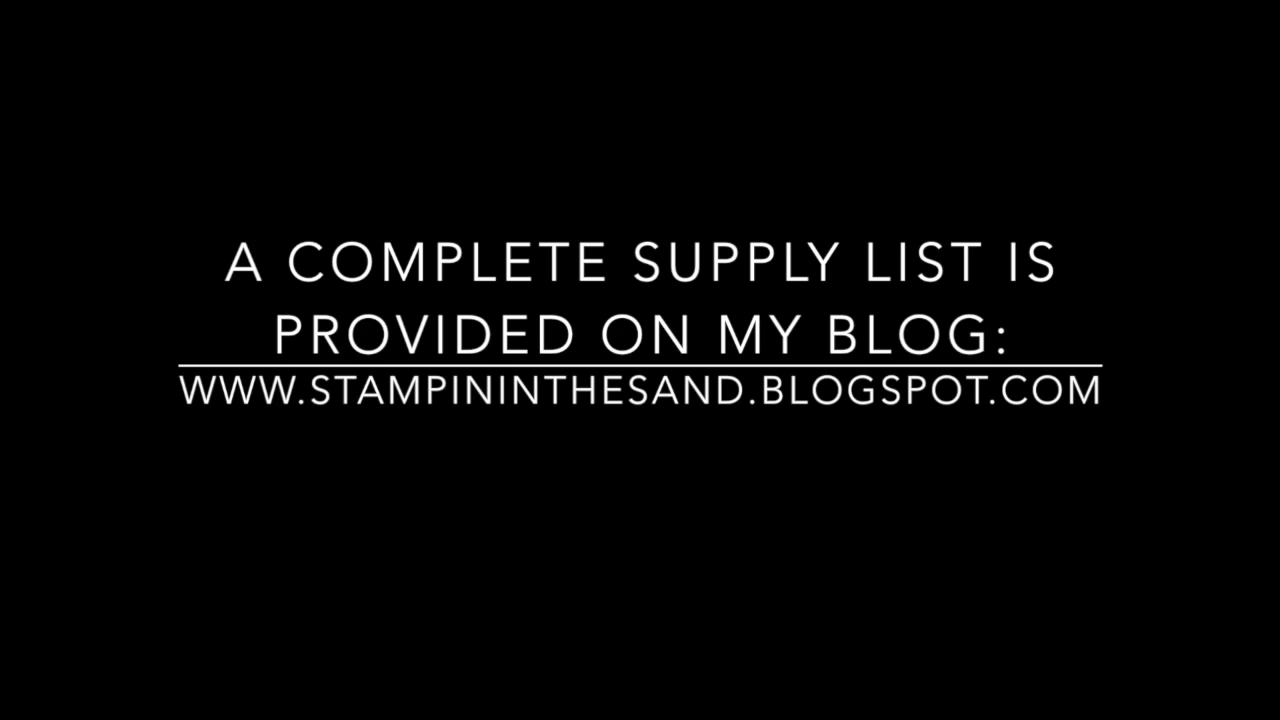 A COMPLETE SUPPLY LIST IS
PROVIDED ON MY BLOG:
WWW.STAMPININTHESAND.BLOGSPOT.COM